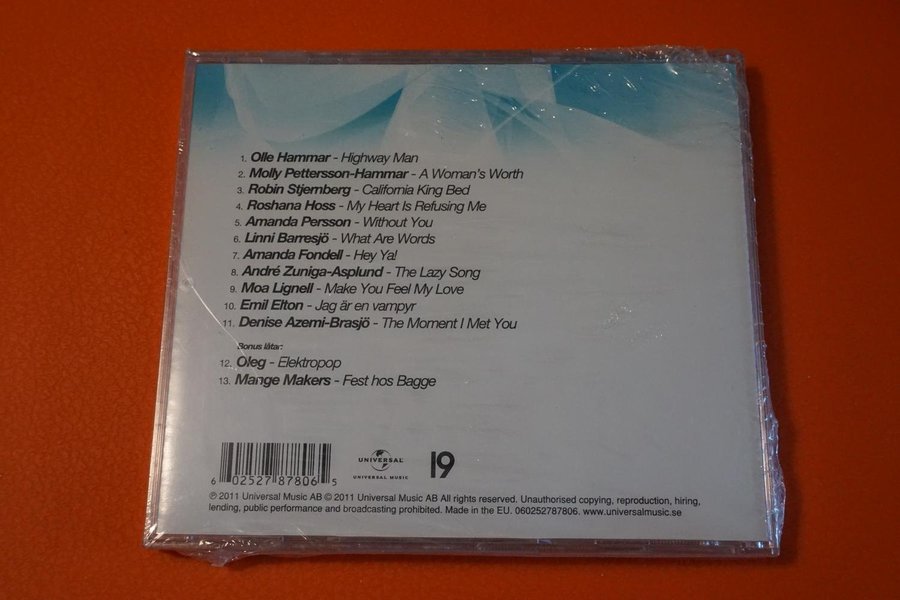 1. Olle Hammar - Highway Man
2. Molly Pettersson-Hammar - A Woman's Worth
3. Robin Stjernberg - California King Bed
4. Roshana Hoss - My Heart Is Refusing Me
5. Amanda Persson - Without You
6. Linni Barresjö - What Are Words
7. Amanda Fondell - Hey Ya!
8. André Zuniga-Asplund - The Lazy Song
9. Moa Lignell - Make You Feel My Love
10. Emil Elton - Jag är en vampyr
11. Denise Azemi-Brasjö - The Moment I Met You
Bonus låtar:
12. Oleg - Elektropop
13. Mange Makers - Fest hos Bagge
6 02527 87806 5
UNIVERSAL
UNIVERSAL MUSIC
19
℗ 2011 Universal Music AB © 2011 Universal Music AB All rights reserved. Unauthorised copying, reproduction, hiring,
lending, public performance and broadcasting prohibited. Made in the EU. 060252787806. www.universalmusic.se